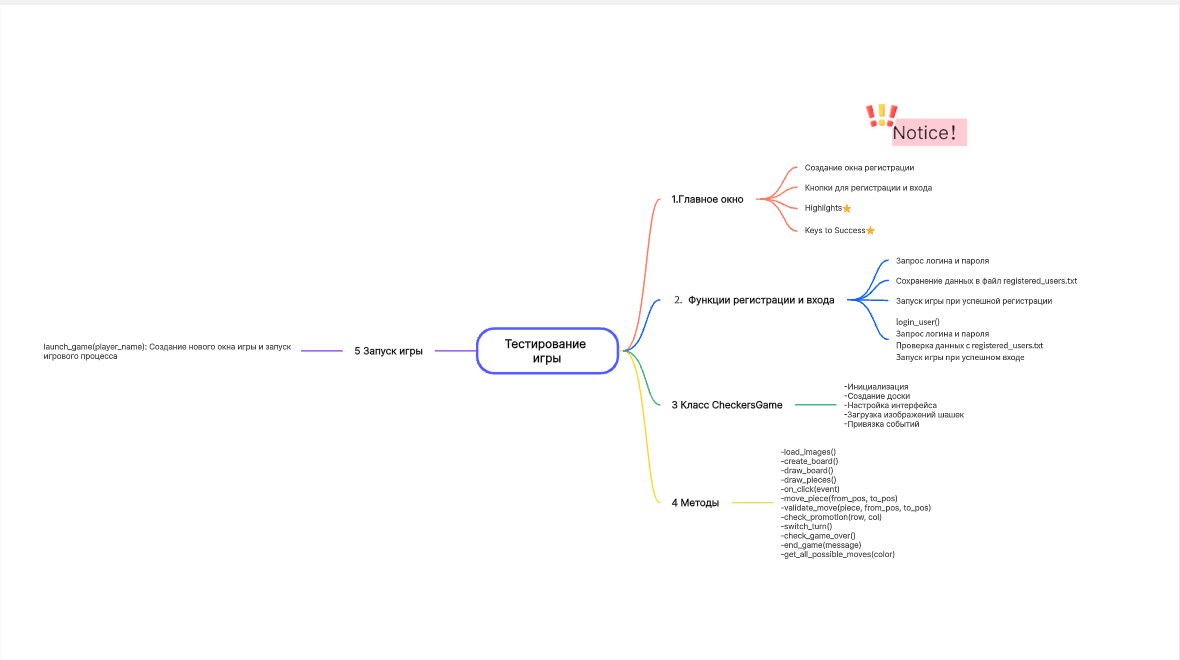 Notice!
1.Главное окно
Создание окна регистрации
Кнопки для регистрации и входа
Highlights
Keys to Success
2. Функции регистрации и входа
Запрос логина и пароля
Сохранение данных в файл registered_users.txt
Запуск игры при успешной регистрации
login_user()
Запрос логина и пароля
Проверка данных с registered_users.txt
Запуск игры при успешном входе
Тестирование
игры
5 Запуск игры
launch_game(player_name): Создание нового окна игры и запуск
игрового процесса
3 Класс CheckersGame
-Инициализация
-Создание доски
-Настройка интерфейса
-Загрузка изображений шашек
-Привязка событий
4 Методы
-load_images()
-create_board()
-draw_board()
-draw_pieces()
-on_click(event)
-move_piece(from_pos, to_pos)
-validate_move(piece, from_pos, to_pos)
-check_promotion(row, col)
-switch_turn()
-check_game_over()
-end_game(message)
-get_all_possible_moves(color)